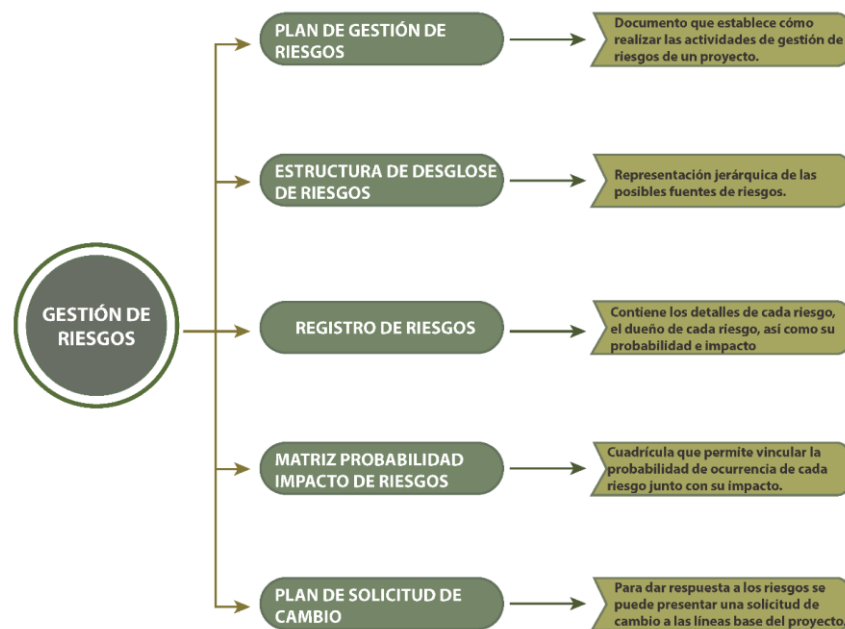 GESTIÓN DE
RIESGOS
PLAN DE GESTIÓN DE
RIESGOS
Documento que establece cómo
realizar las actividades de gestión de
riesgos de un proyecto.
ESTRUCTURA DE DESGLOSE
DE RIESGOS
Representación jerárquica de las
posibles fuentes de riesgos.
REGISTRO DE RIESGOS
Contiene los detalles de cada riesgo,
el dueño de cada riesgo, así como su
probabilidad e impacto
MATRIZ PROBABILIDAD
IMPACTO DE RIESGOS
Cuadrícula que permite vincular la
probabilidad de ocurrencia de cada
riesgo junto con su impacto.
PLAN DE SOLICITUD DE
CAMBIO
Para dar respuesta a los riesgos se
puede presentar una solicitud de
cambio a las líneas base del proyecto.